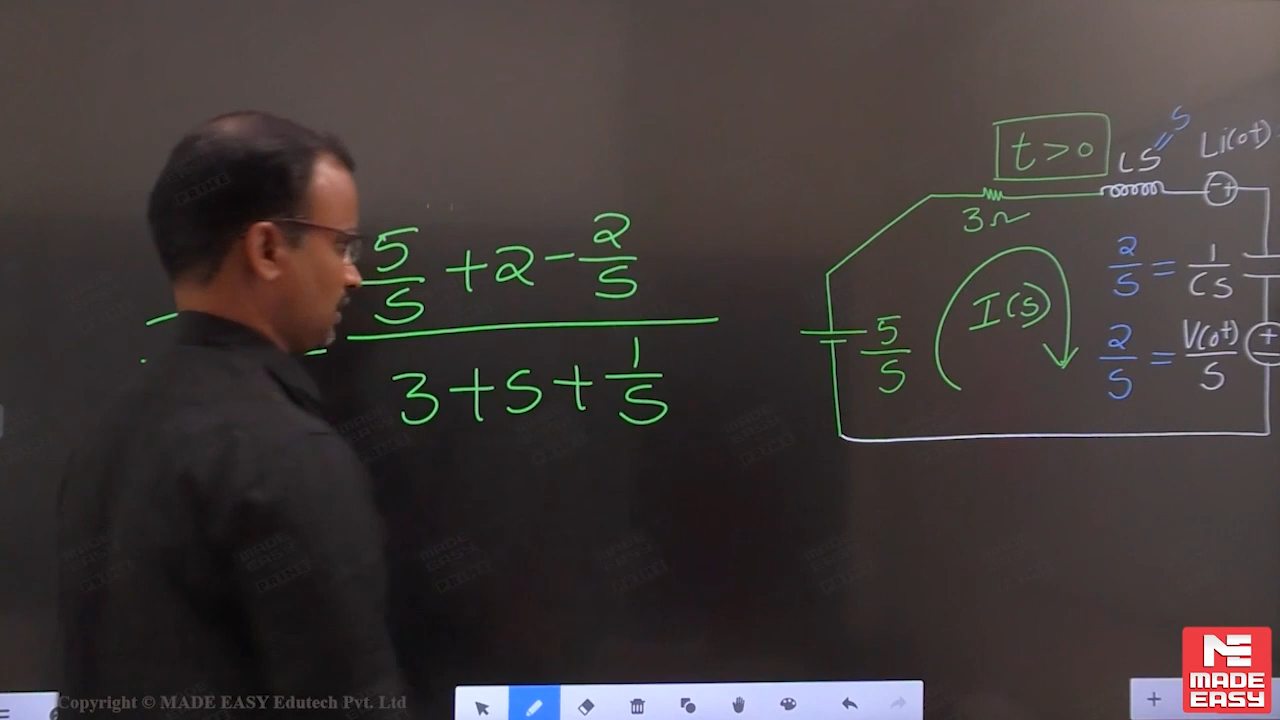 5/s + 2 - 2/s
3 + s + 1/s
t > 0
LS
S
Li(0+)
3Ω
I(s)
2/s = 1/Cs
2/s = V(0+)/s
5/s
NE
MADE EASY
Copyright © MADE EASY Edutech Pvt. Ltd